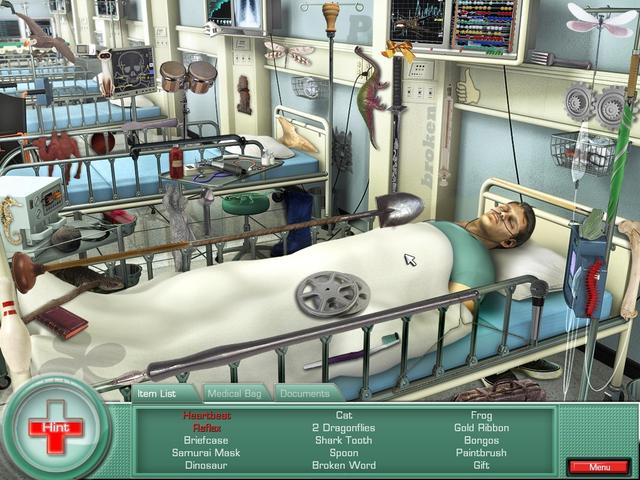 broken
Item List Medical Bag Documents
Hint
Heartbeat Cat Frog
Reflex 2 Dragonflies Gold Ribbon
Briefcase Shark Tooth Bongos
Samurai Mask Spoon Paintbrush
Dinosaur Broken Word Gift
Menu